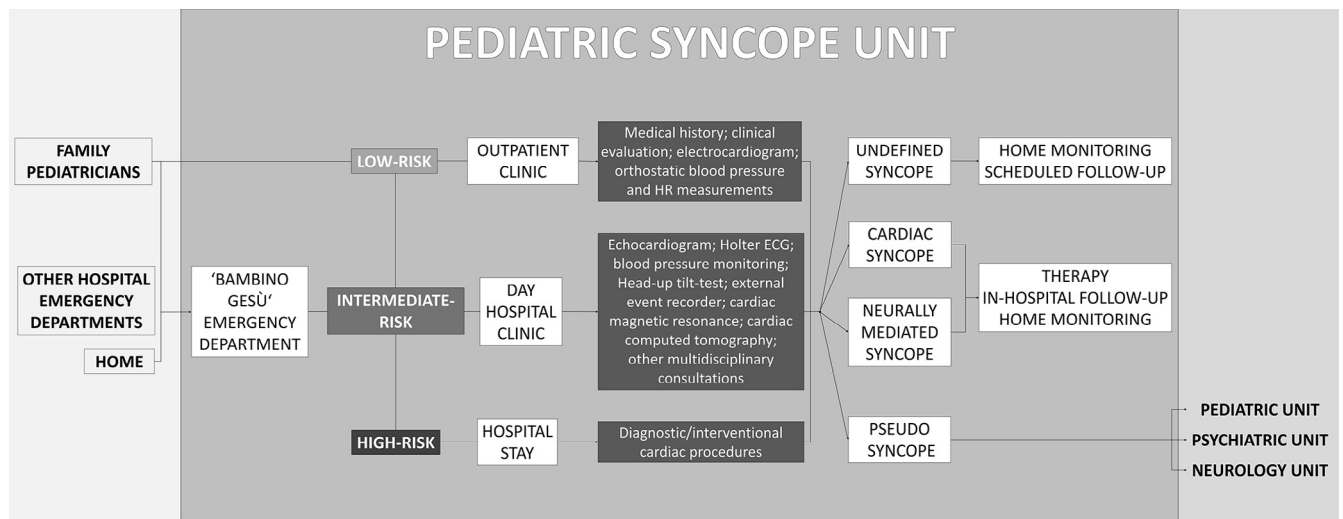 PEDIATRIC SYNCOPE UNIT
FAMILY
PEDIATRICIANS
OTHER HOSPITAL
EMERGENCY
DEPARTMENTS
HOME
‘BAMBINO
GESÙ‘
EMERGENCY
DEPARTMENT
LOW-RISK
INTERMEDIATE-
RISK
HIGH-RISK
OUTPATIENT
CLINIC
DAY
HOSPITAL
CLINIC
HOSPITAL
STAY
Medical history; clinical
evaluation; electrocardiogram;
orthostatic blood pressure
and HR measurements
Echocardiogram; Holter ECG;
blood pressure monitoring;
Head-up tilt-test; external
event recorder; cardiac
magnetic resonance; cardiac
computed tomography;
other multidisciplinary
consultations
Diagnostic/interventional
cardiac procedures
UNDEFINED
SYNCOPE
CARDIAC
SYNCOPE
NEURALLY
MEDIATED
SYNCOPE
PSEUDO
SYNCOPE
HOME MONITORING
SCHEDULED FOLLOW-UP
THERAPY
IN-HOSPITAL FOLLOW-UP
HOME MONITORING
PEDIATRIC UNIT
PSYCHIATRIC UNIT
NEUROLOGY UNIT